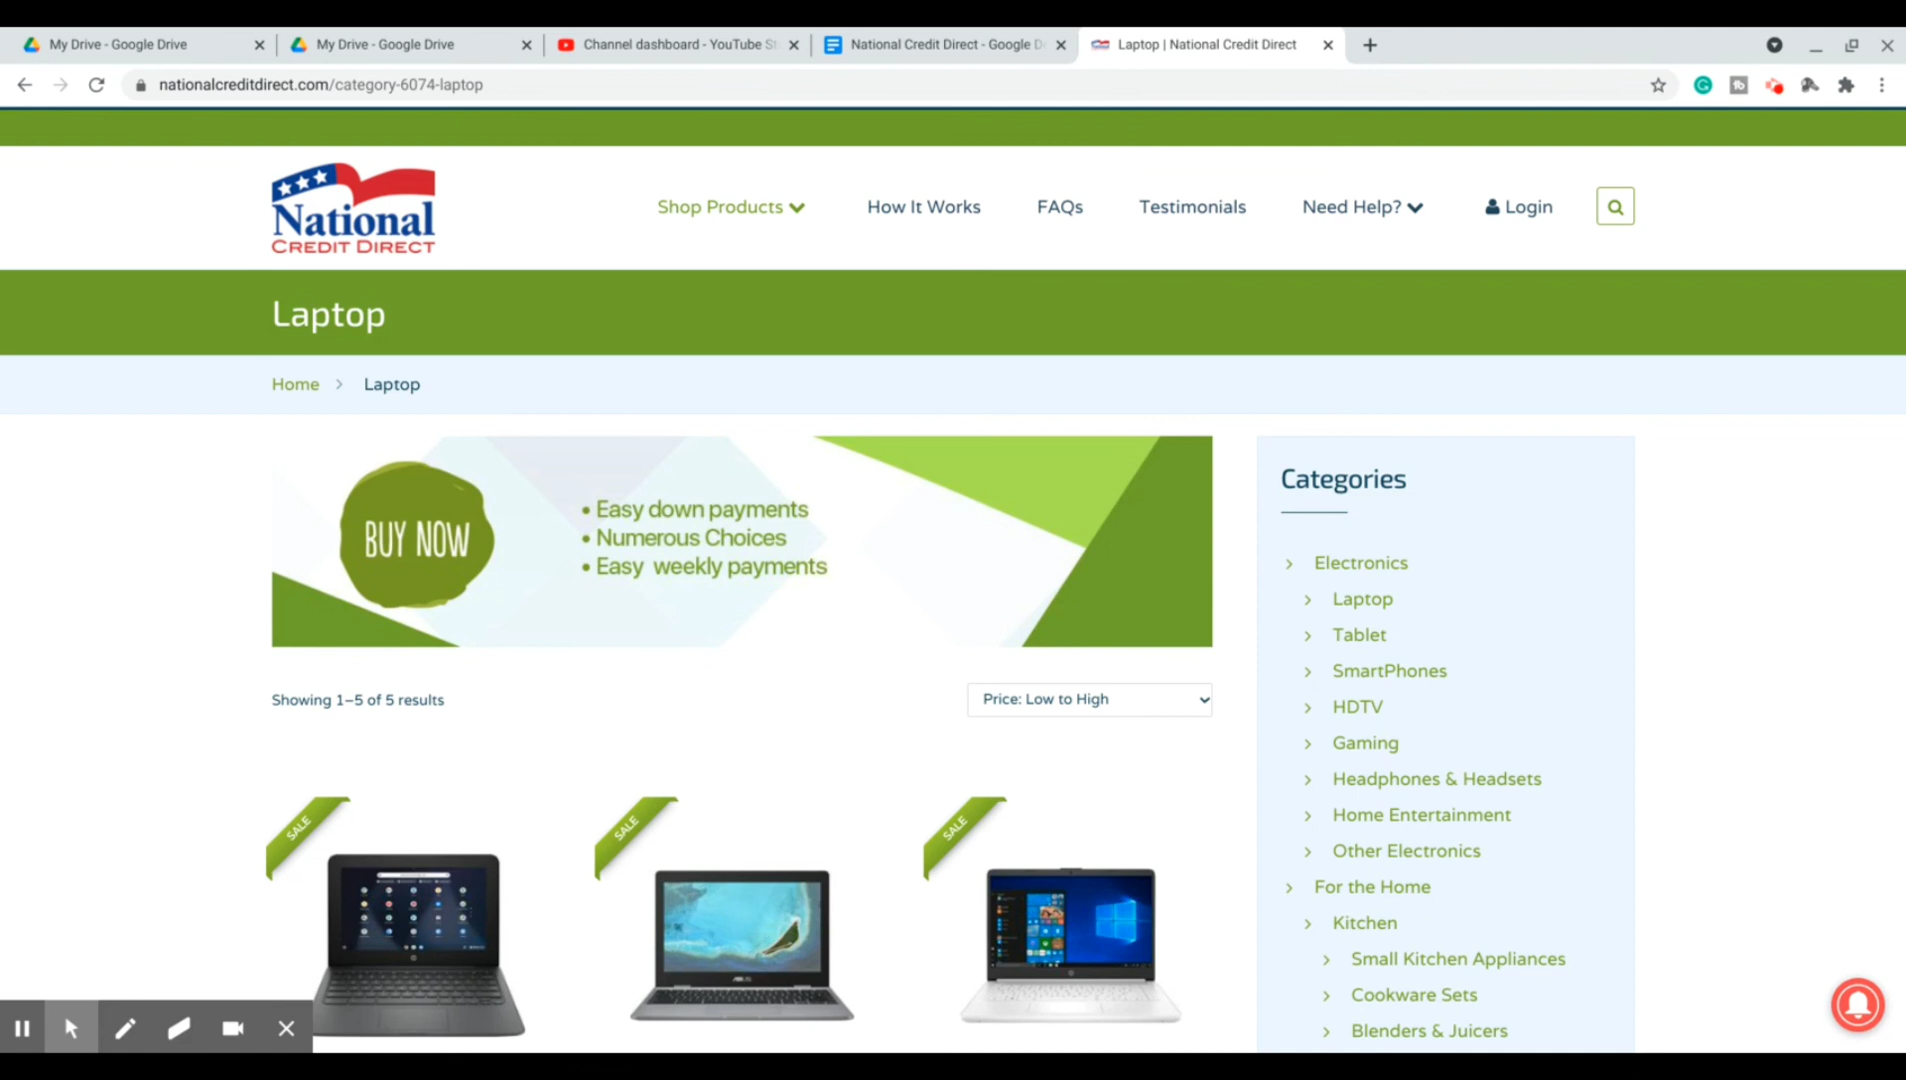 My Drive - Google Drive
My Drive - Google Drive
Channel dashboard - YouTube St
National Credit Direct - Google D
Laptop | National Credit Direct
nationalcreditdirect.com/category-6074-laptop
National
CREDIT DIRECT
Shop Products
How It Works
FAQs
Testimonials
Need Help?
Login
Laptop
Home > Laptop
BUY NOW
• Easy down payments
• Numerous Choices
• Easy weekly payments
Showing 1–5 of 5 results
Price: Low to High
SALE
SALE
SALE
ASUS
Categories
Electronics
Laptop
Tablet
SmartPhones
HDTV
Gaming
Headphones & Headsets
Home Entertainment
Other Electronics
For the Home
Kitchen
Small Kitchen Appliances
Cookware Sets
Blenders & Juicers